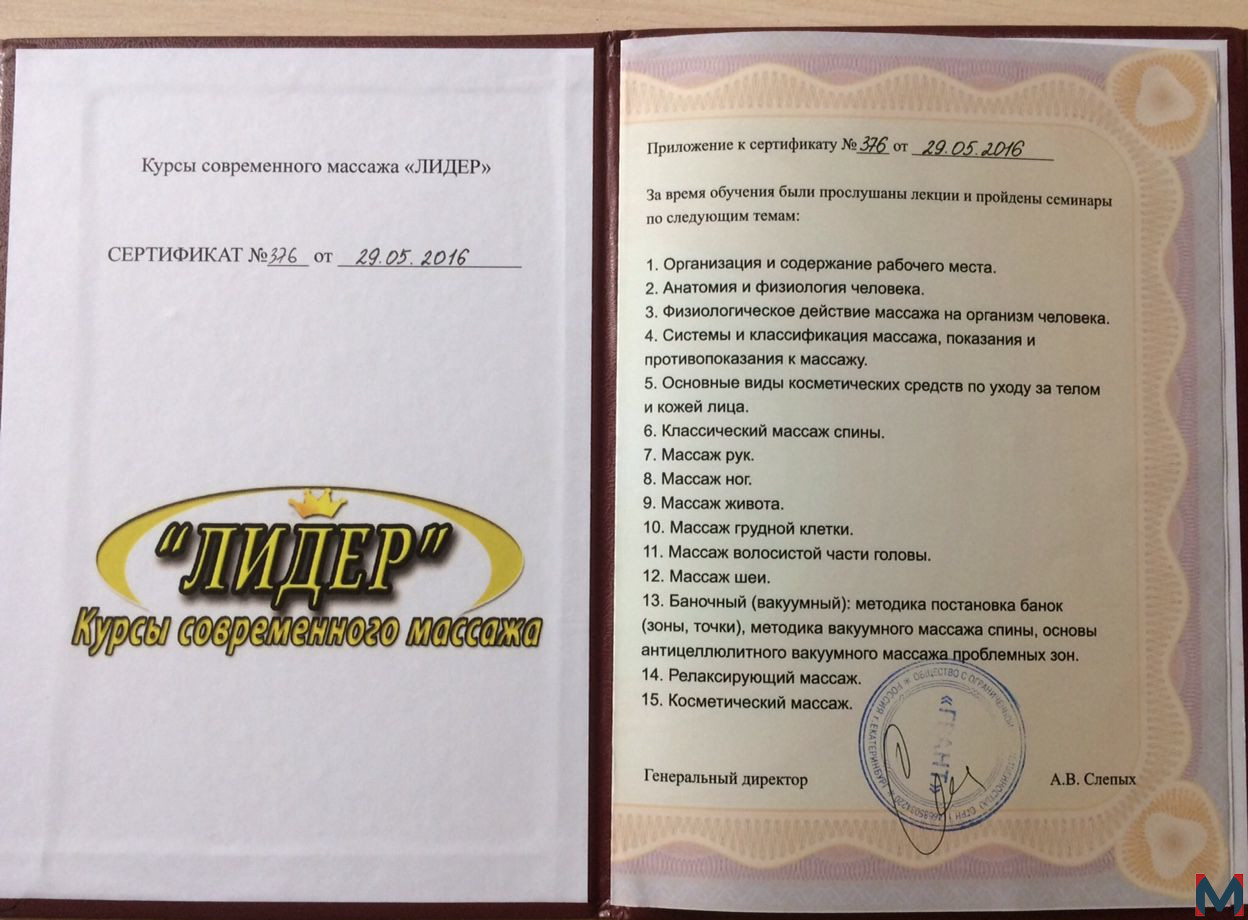 Курсы современного массажа «ЛИДЕР»
СЕРТИФИКАТ №376 от 29.05.2016
"ЛИДЕР"
Курсы современного массажа
Приложение к сертификату №376 от 29.05.2016
За время обучения были прослушаны лекции и пройдены семинары
по следующим темам:
1. Организация и содержание рабочего места.
2. Анатомия и физиология человека.
3. Физиологическое действие массажа на организм человека.
4. Системы и классификация массажа, показания и
противопоказания к массажу.
5. Основные виды косметических средств по уходу за телом
и кожей лица.
6. Классический массаж спины.
7. Массаж рук.
8. Массаж ног.
9. Массаж живота.
10. Массаж грудной клетки.
11. Массаж волосистой части головы.
12. Массаж шеи.
13. Баночный (вакуумный): методика постановка банок
(зоны, точки), методика вакуумного массажа спины, основы
антицеллюлитного вакуумного массажа проблемных зон.
14. Релаксирующий массаж.
15. Косметический массаж.
ОБЩЕСТВО С ОГРАНИЧЕННОЙ
РОССИЯ г.ЕКАТЕРИНБУРГ
ОГРН
Генеральный директор
А.В. Слепых
M